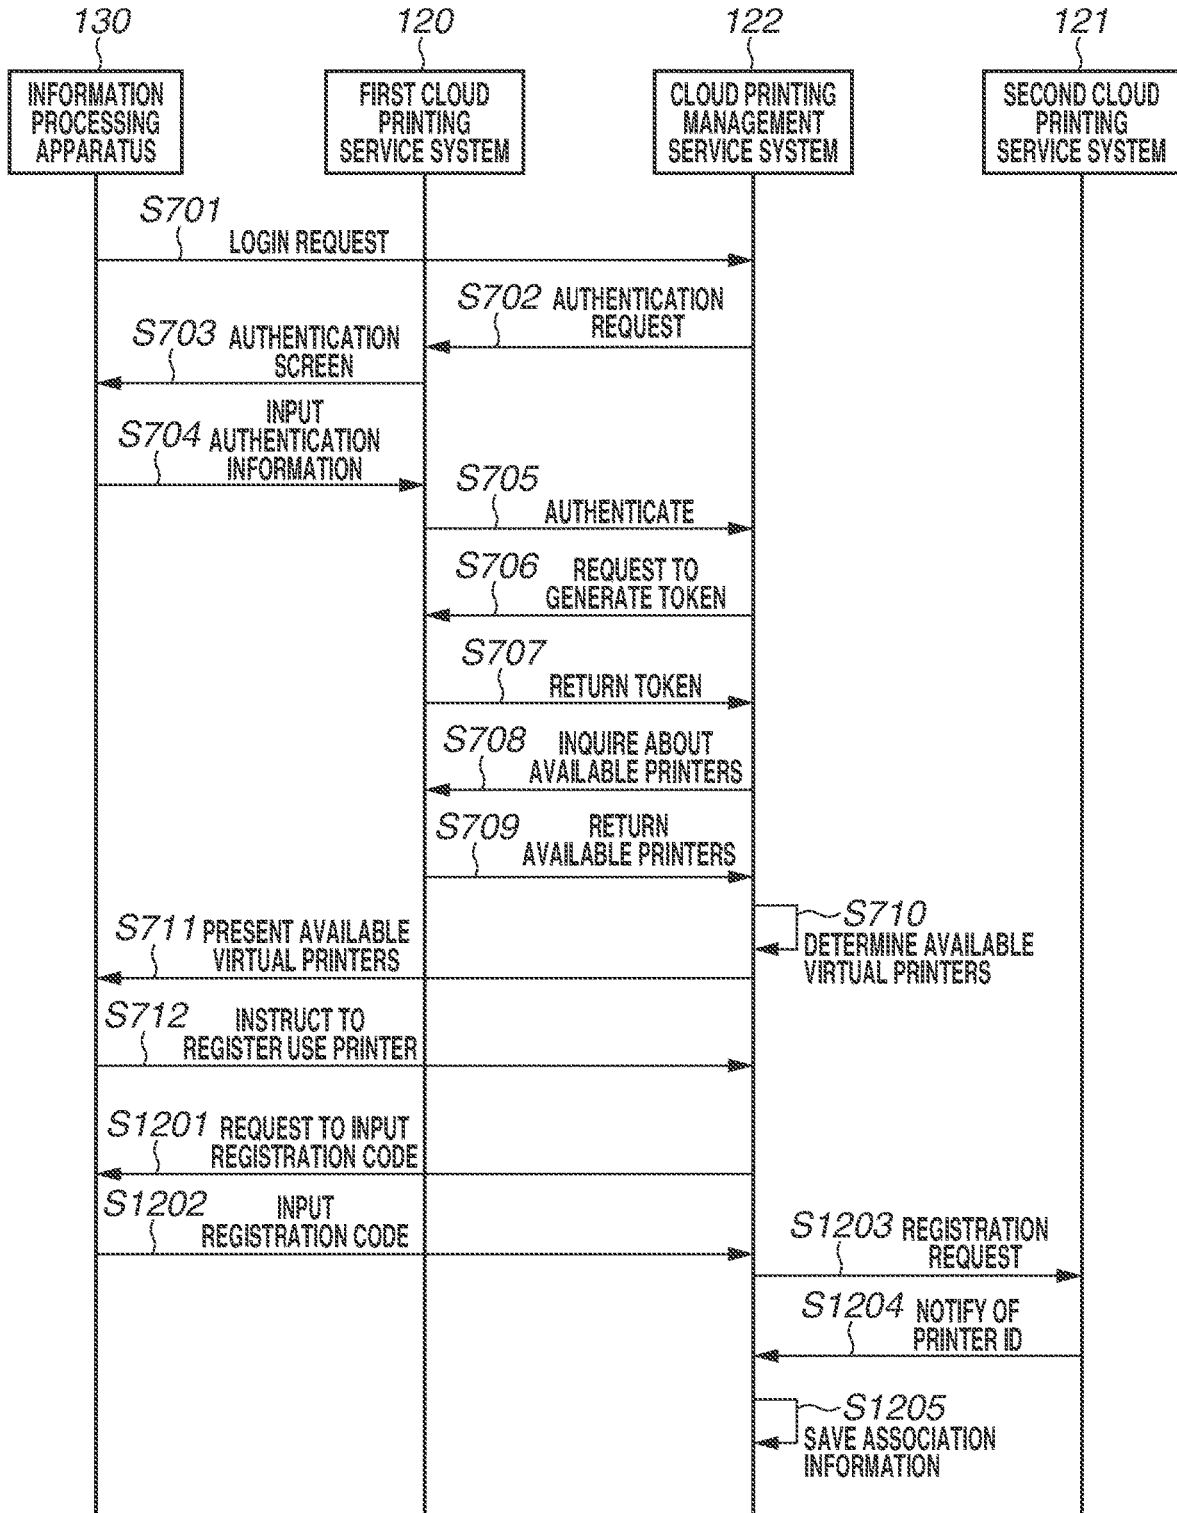 130
120
122
121
INFORMATION
PROCESSING
APPARATUS
FIRST CLOUD
PRINTING
SERVICE SYSTEM
CLOUD PRINTING
MANAGEMENT
SERVICE SYSTEM
SECOND CLOUD
PRINTING
SERVICE SYSTEM
S701
LOGIN REQUEST
S702 AUTHENTICATION
REQUEST
S703 AUTHENTICATION
SCREEN
S704 INPUT
AUTHENTICATION
INFORMATION
S705
AUTHENTICATE
S706 REQUEST TO
GENERATE TOKEN
S707
RETURN TOKEN
S708 INQUIRE ABOUT
AVAILABLE PRINTERS
S709 RETURN
AVAILABLE PRINTERS
S710
DETERMINE AVAILABLE
VIRTUAL PRINTERS
S711 PRESENT AVAILABLE
VIRTUAL PRINTERS
S712 INSTRUCT TO
REGISTER USE PRINTER
S1201 REQUEST TO INPUT
REGISTRATION CODE
S1202 INPUT
REGISTRATION CODE
S1203 REGISTRATION
REQUEST
S1204 NOTIFY OF
PRINTER ID
S1205
SAVE ASSOCIATION
INFORMATION